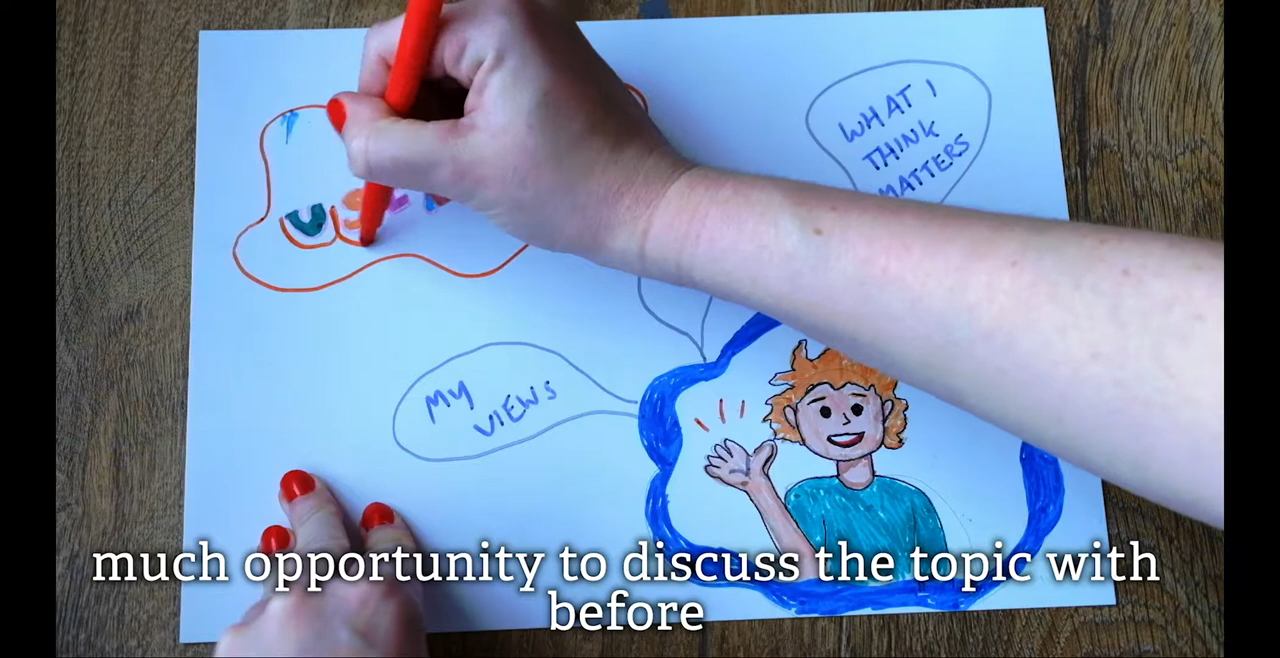 WHAT I
THINK
MATTERS
MY
VIEWS
much opportunity to discuss the topic with
before